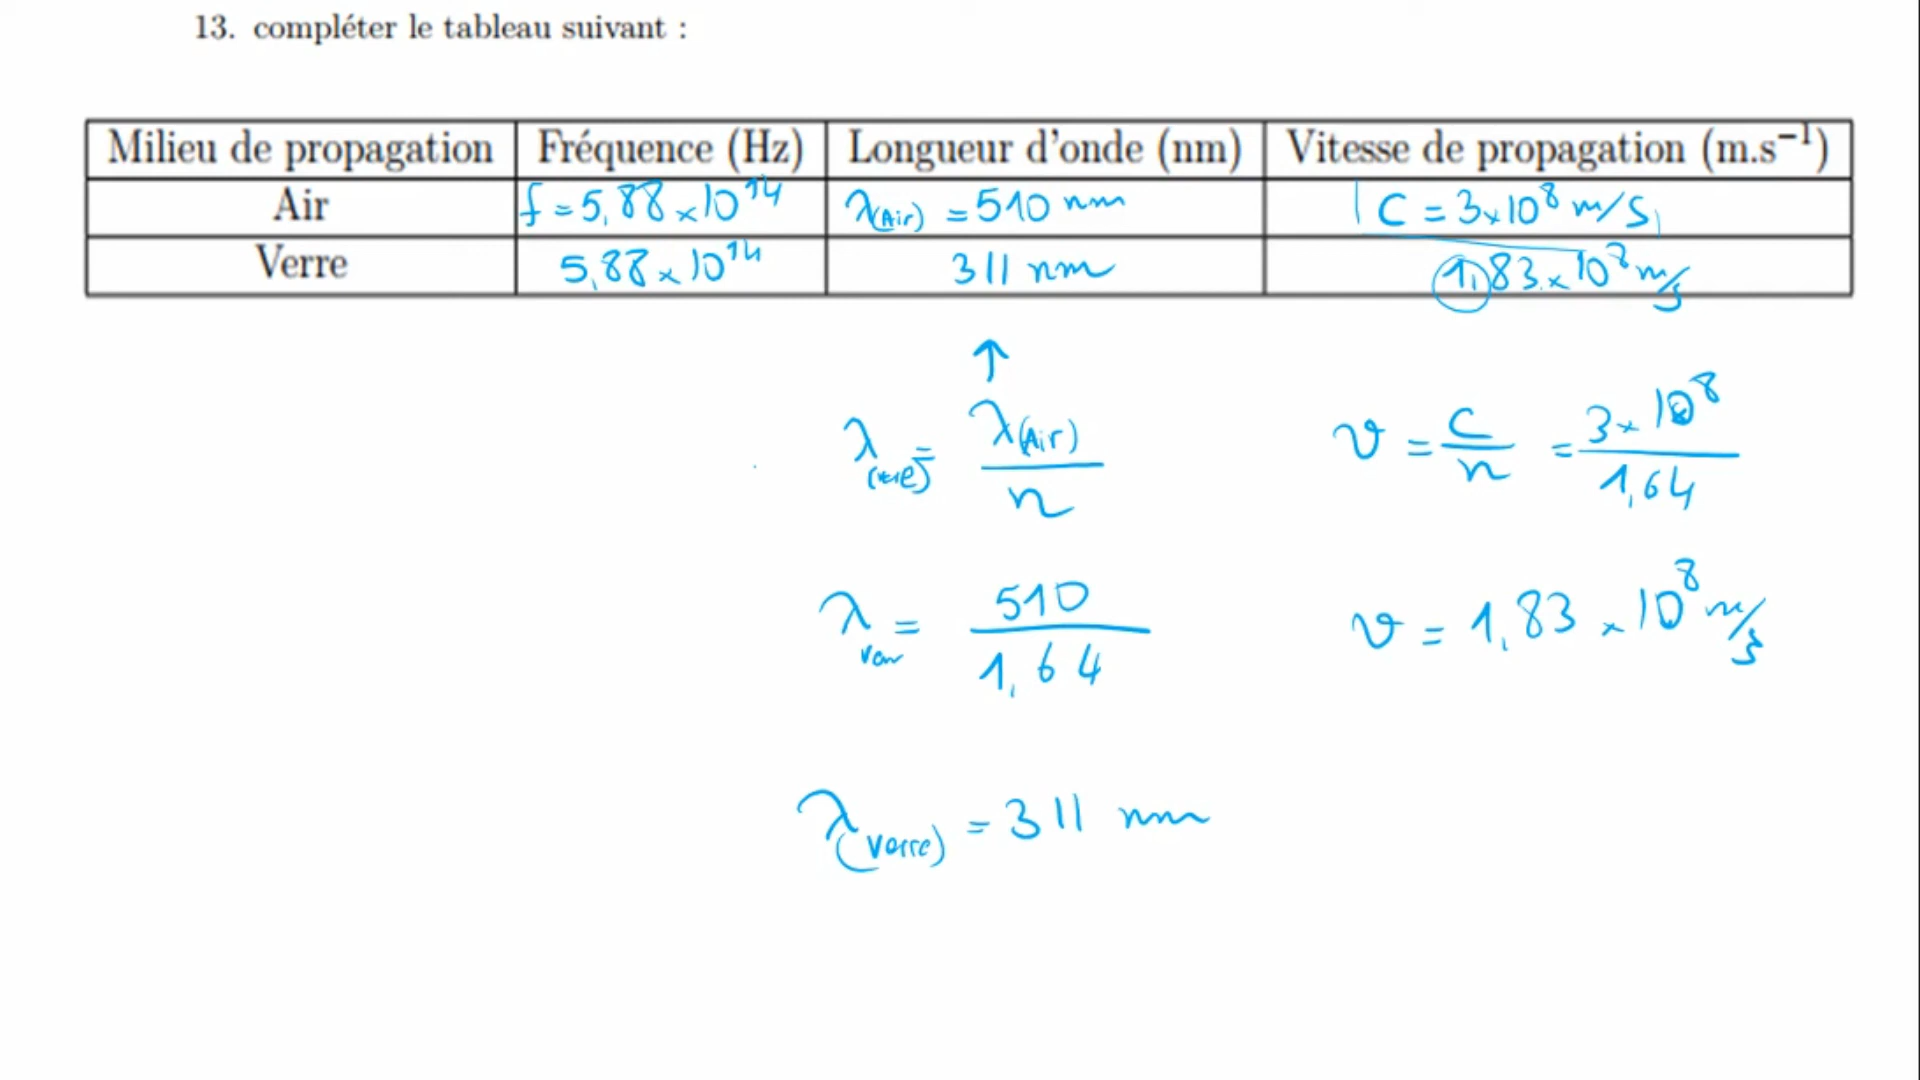 13. compléter le tableau suivant :
Milieu de propagation Fréquence (Hz) Longueur d'onde (nm) Vitesse de propagation (m.s⁻¹)
Air f = 5,88 × 10¹⁴ λ(Air) = 510 nm C = 3×10⁸ m/s
Verre 5,88 × 10¹⁴ 311 nm 1,83 × 10⁸ m/s
↑
λ = λ(Air) / n
v = C/n = 3 × 10⁸ / 1,64
λ = 510 / 1,64
v = 1,83 × 10⁸ m/s
λ(verre) = 311 nm